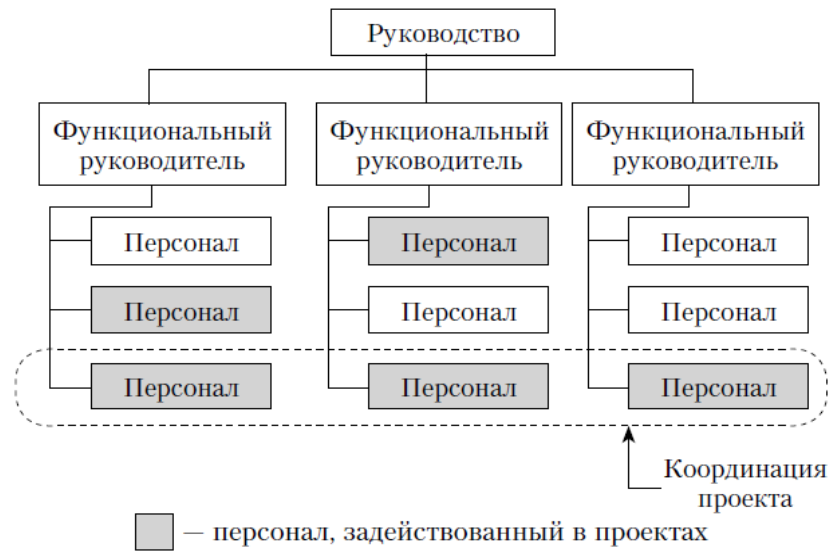 Руководство
Функциональный
руководитель
Функциональный
руководитель
Функциональный
руководитель
Персонал
Персонал
Персонал
Персонал
Персонал
Персонал
Персонал
Персонал
Персонал
Координация
проекта
— персонал, задействованный в проектах